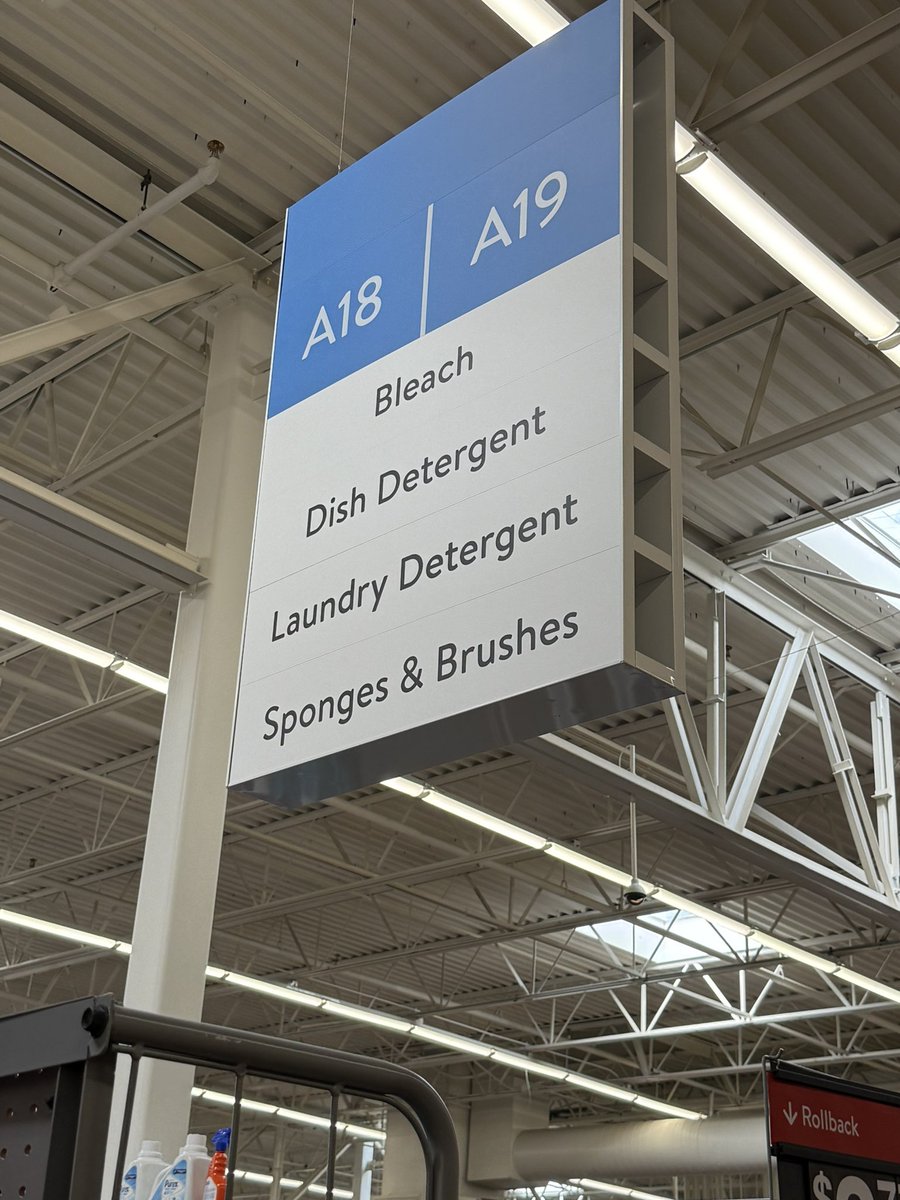 A18 | A19
Bleach
Dish Detergent
Laundry Detergent
Sponges & Brushes
Rollback